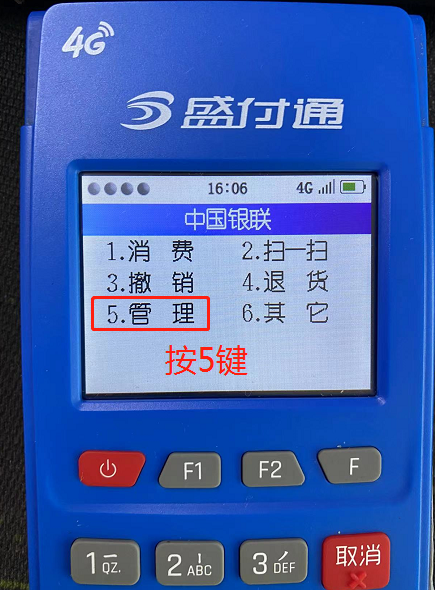 4G
盛付通
16:06 4G
中国银联
1.消 费 2.扫一扫
3.撤 销 4.退 货
5.管 理 6.其 它
按5键
F1 F2 F
1 QZ. 2 ABC 3 DEF 取消